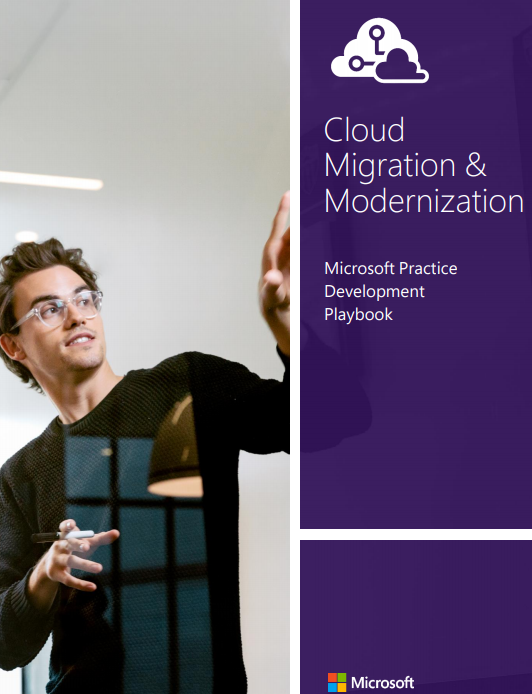 Cloud
Migration &
Modernization
Microsoft Practice
Development
Playbook
Microsoft